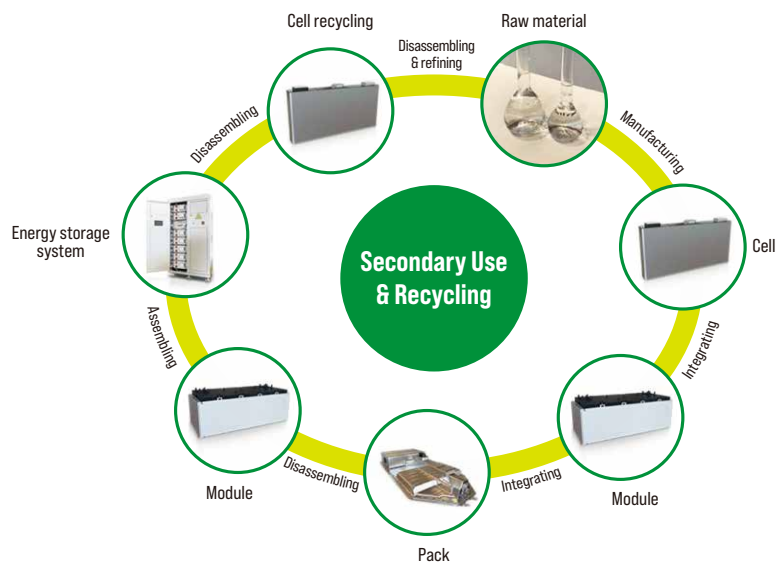 Cell recycling
Disassembling
& refining
Raw material
Manufacturing
Cell
Integrating
Module
Integrating
Pack
Disassembling
Module
Assembling
Energy storage
system
Disassembling
Secondary Use
& Recycling